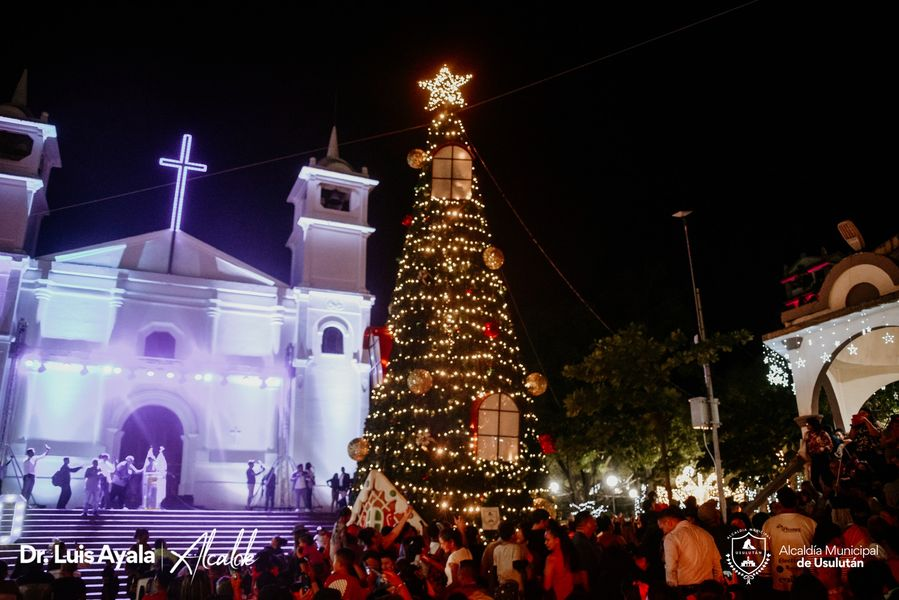 Dr. Luis Ayala
Alcalde
Alcaldía Municipal
de Usulután